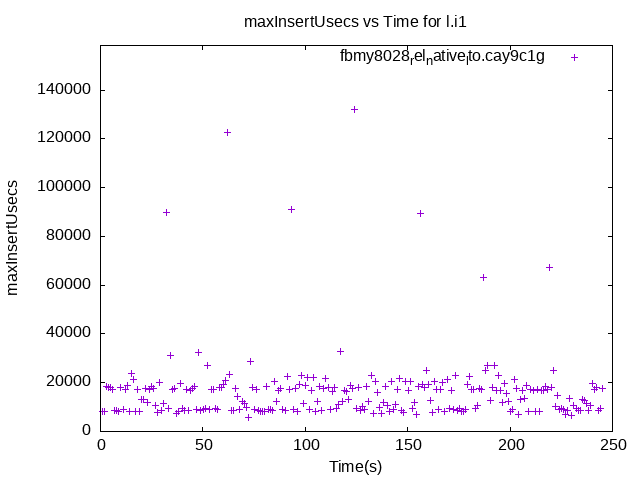 maxInsertUsecs vs Time for l.i1
fbmy8028relnativelto.cay9c1g
140000
120000
100000
80000
60000
40000
20000
0
maxInsertUsecs
0 50 100 150 200 250
Time(s)